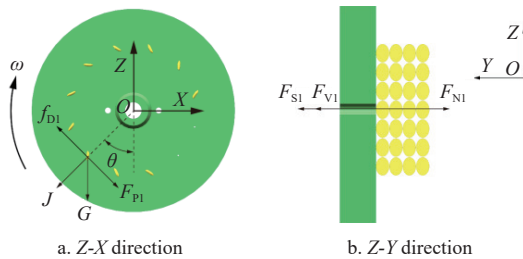 ω
Z
X
O
f_D1
θ
F_P1
J
G
a. Z-X direction
Z
Y
O
F_S1
F_V1
F_N1
b. Z-Y direction